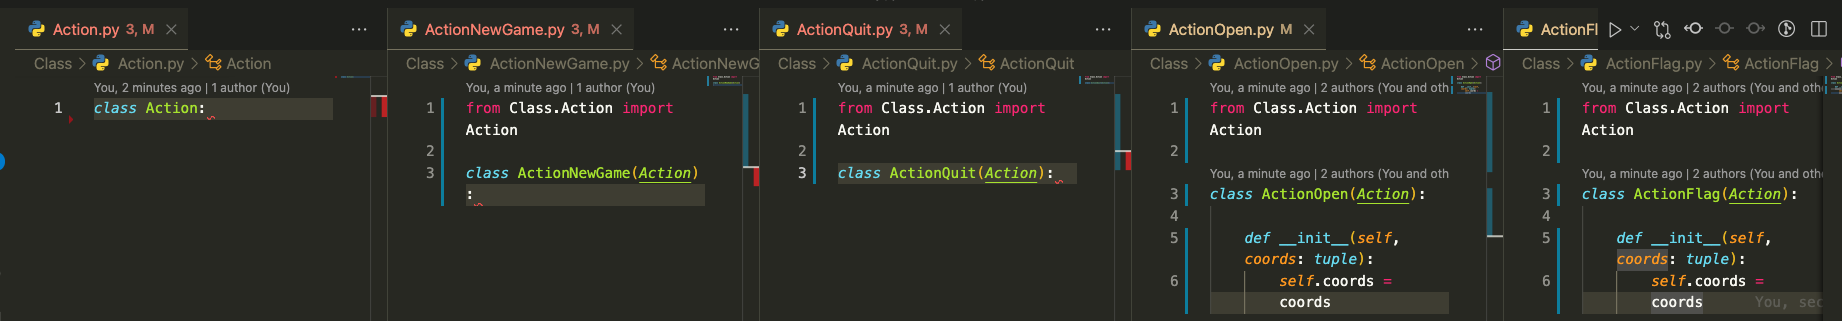 Action.py 3, M
ActionNewGame.py 3, M
ActionQuit.py 3, M
ActionOpen.py M
ActionFl
Class > Action.py > Action
Class > ActionNewGame.py > ActionNewG
Class > ActionQuit.py > ActionQuit
Class > ActionOpen.py > ActionOpen >
Class > ActionFlag.py > ActionFlag >
You, 2 minutes ago | 1 author (You)
1 class Action:
You, a minute ago | 1 author (You)
1 from Class.Action import
Action
2
3 class ActionNewGame(Action)
:
You, a minute ago | 1 author (You)
1 from Class.Action import
Action
2
3 class ActionQuit(Action):
You, a minute ago | 2 authors (You and oth
1 from Class.Action import
Action
2
You, a minute ago | 2 authors (You and oth
3 class ActionOpen(Action):
4
5 def __init__(self,
coords: tuple):
6 self.coords =
coords
You, a minute ago | 2 authors (You and othe
1 from Class.Action import
Action
2
You, a minute ago | 2 authors (You and othe
3 class ActionFlag(Action):
4
5 def __init__(self,
coords: tuple):
6 self.coords =
coords You, sec